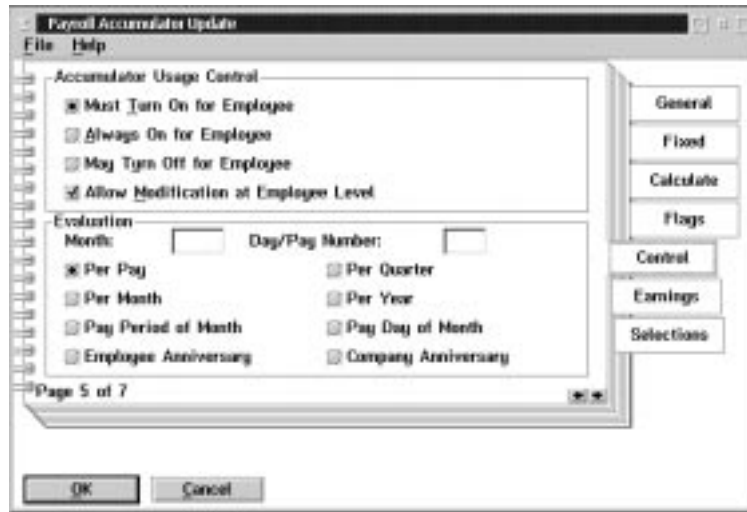 Payroll Accumulator Update
File Help
Accumulator Usage Control
Must Turn On for Employee
Always On for Employee
May Turn Off for Employee
Allow Modification at Employee Level
Evaluation
Month: Day/Pay Number:
Per Pay Per Quarter
Per Month Per Year
Pay Period of Month Pay Day of Month
Employee Anniversary Company Anniversary
Page 5 of 7
General
Fixed
Calculate
Flags
Control
Earnings
Selections
OK Cancel